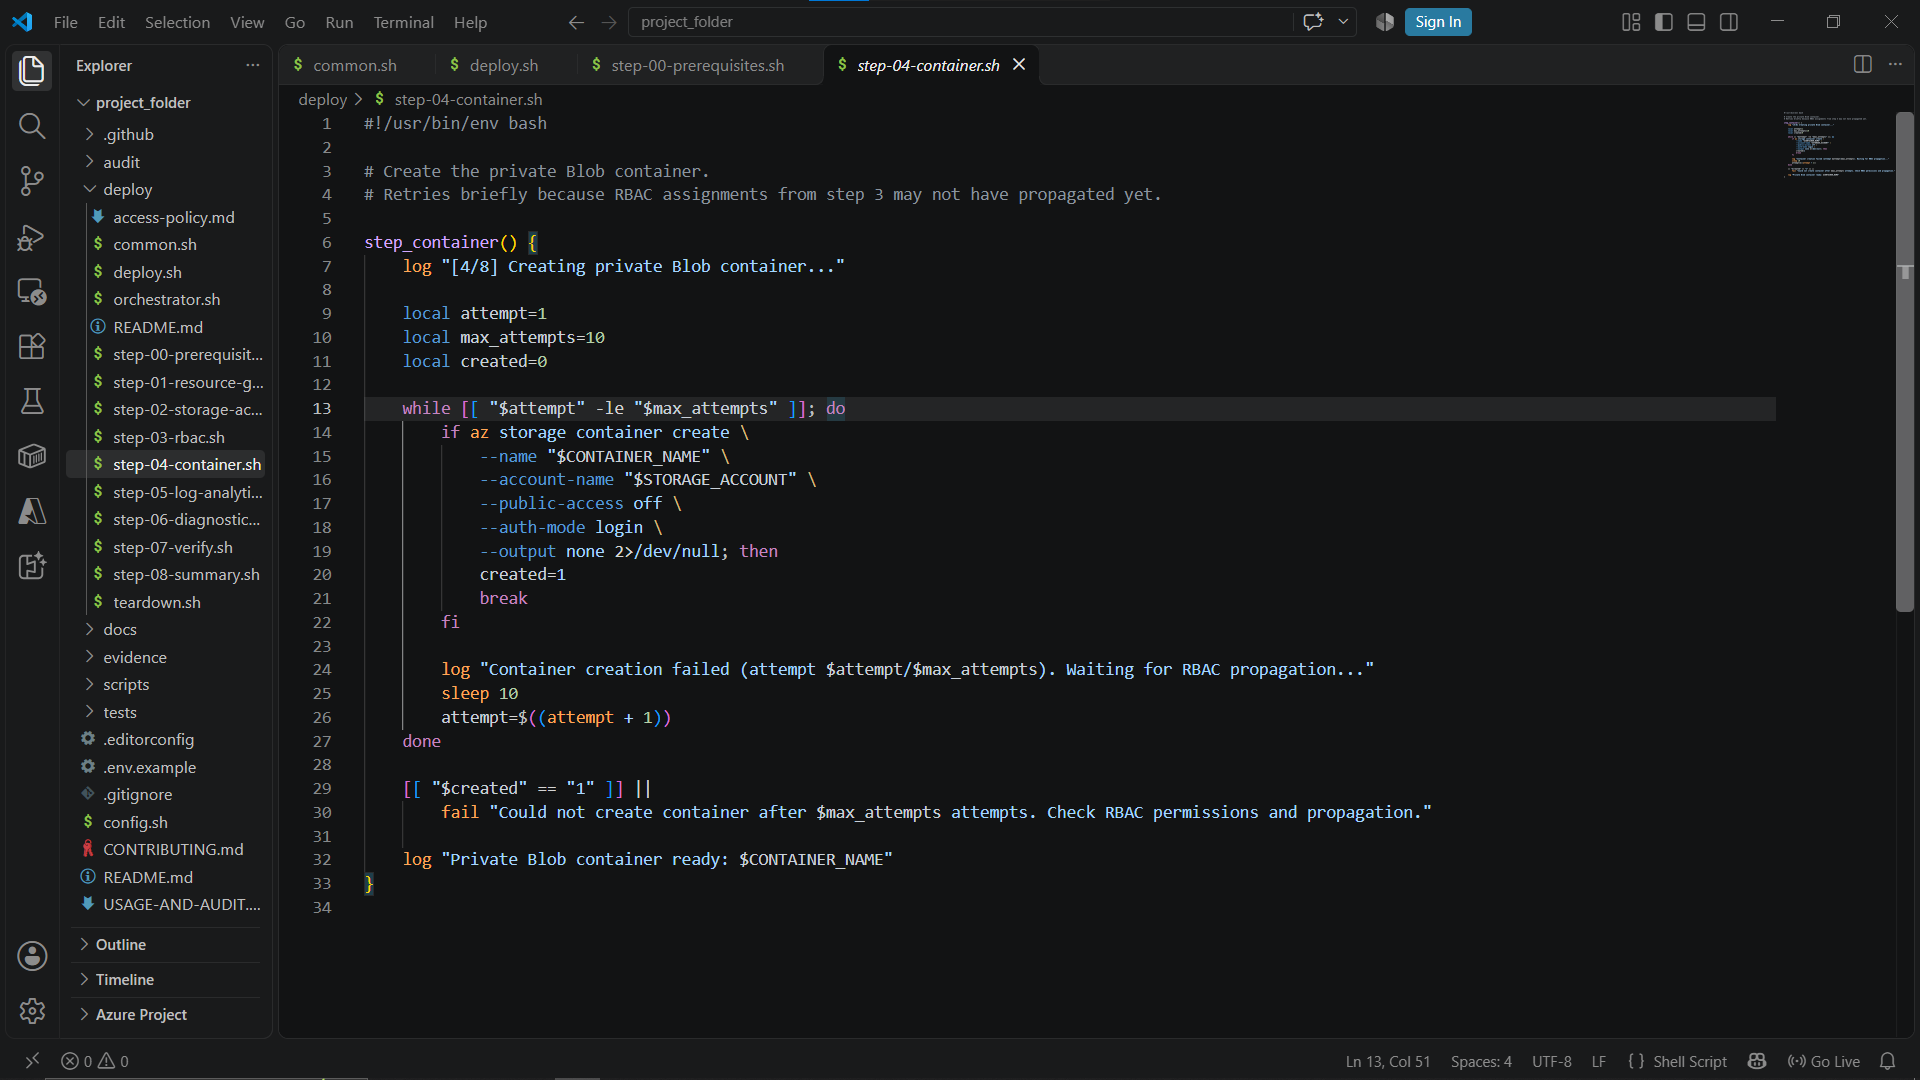 File Edit Selection View Go Run Terminal Help
project_folder
Sign In
Explorer
project_folder
.github
audit
deploy
access-policy.md
common.sh
deploy.sh
orchestrator.sh
README.md
step-00-prerequisit...
step-01-resource-g...
step-02-storage-ac...
step-03-rbac.sh
step-04-container.sh
step-05-log-analyti...
step-06-diagnostic...
step-07-verify.sh
step-08-summary.sh
teardown.sh
docs
evidence
scripts
tests
.editorconfig
.env.example
.gitignore
config.sh
CONTRIBUTING.md
README.md
USAGE-AND-AUDIT....
Outline
Timeline
Azure Project
$ common.sh $ deploy.sh $ step-00-prerequisites.sh $ step-04-container.sh
deploy > $ step-04-container.sh
1 #!/usr/bin/env bash
2
3 # Create the private Blob container.
4 # Retries briefly because RBAC assignments from step 3 may not have propagated yet.
5
6 step_container() {
7     log "[4/8] Creating private Blob container..."
8
9     local attempt=1
10     local max_attempts=10
11     local created=0
12
13     while [[ "$attempt" -le "$max_attempts" ]]; do
14         if az storage container create \
15             --name "$CONTAINER_NAME" \
16             --account-name "$STORAGE_ACCOUNT" \
17             --public-access off \
18             --auth-mode login \
19             --output none 2>/dev/null; then
20             created=1
21             break
22         fi
23
24         log "Container creation failed (attempt $attempt/$max_attempts). Waiting for RBAC propagation..."
25         sleep 10
26         attempt=$((attempt + 1))
27     done
28
29     [[ "$created" == "1" ]] ||
30         fail "Could not create container after $max_attempts attempts. Check RBAC permissions and propagation."
31
32     log "Private Blob container ready: $CONTAINER_NAME"
33 }
34
0 0
Ln 13, Col 51 Spaces: 4 UTF-8 LF {} Shell Script Go Live